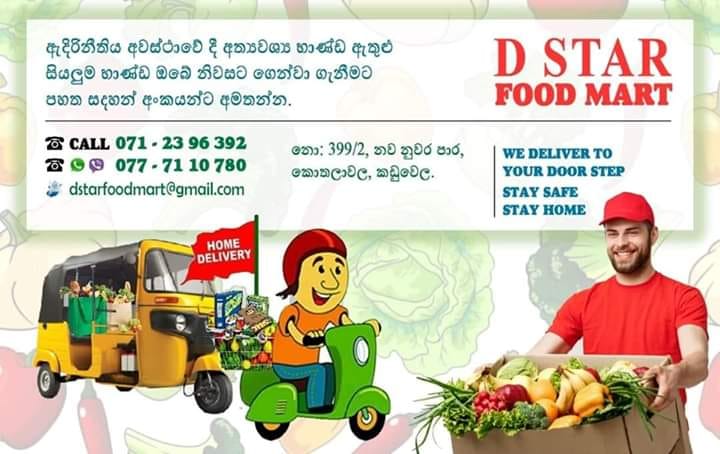 ඇඳිරිනීතිය අවස්ථාවේ දී අත්‍යවශ්‍ය භාණ්ඩ ඇතුළු
සියලුම භාණ්ඩ ඔබේ නිවසට ගෙන්වා ගැනීමට
පහත සදහන් අංකයන්ට අමතන්න.
D STAR
FOOD MART
CALL 071 - 23 96 392
077 - 71 10 780
dstarfoodmart@gmail.com
නො: 399/2, නව නුවර පාර,
කොතලාවල, කඩුවෙල.
WE DELIVER TO
YOUR DOOR STEP
STAY SAFE
STAY HOME
HOME
DELIVERY